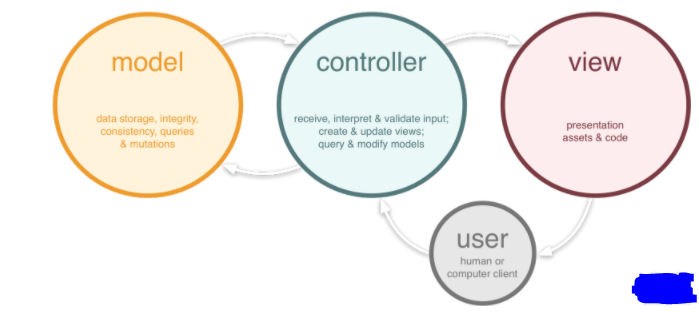 model
data storage, integrity,
consistency, queries
& mutations
controller
receive, interpret & validate input;
create & update views;
query & modify models
view
presentation
assets & code
user
human or
computer client